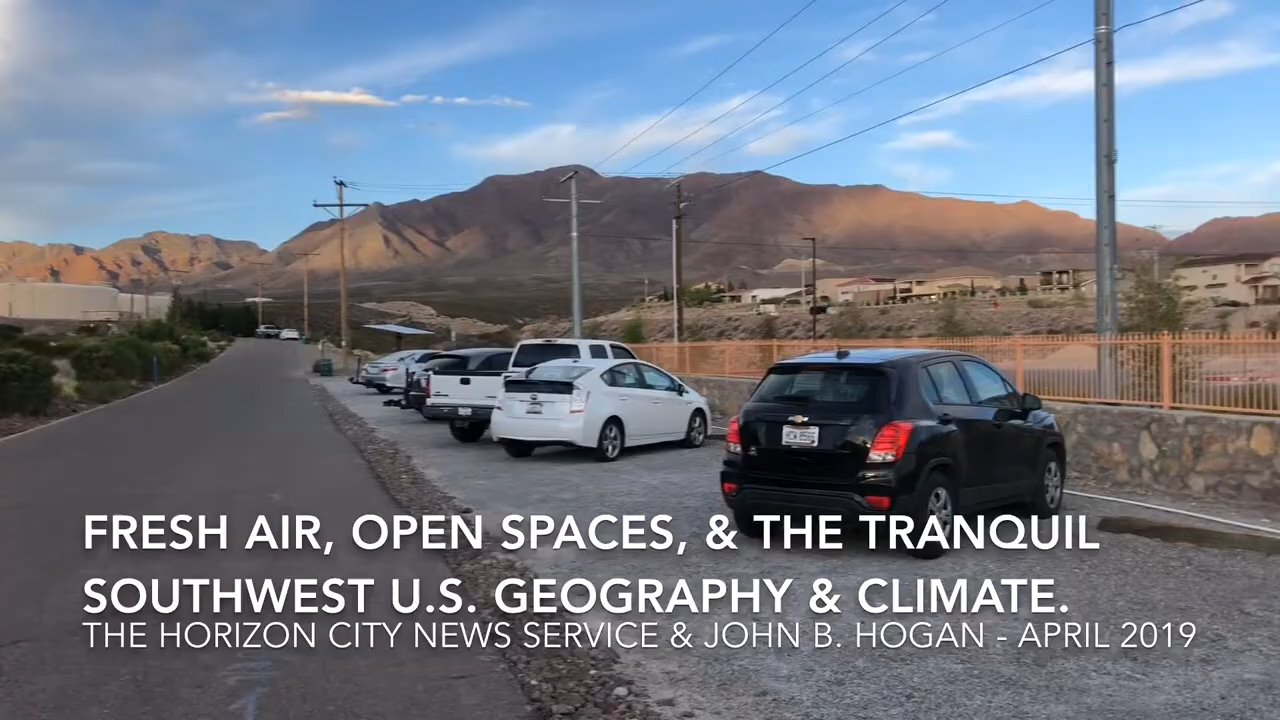 FRESH AIR, OPEN SPACES, & THE TRANQUIL
SOUTHWEST U.S. GEOGRAPHY & CLIMATE.
THE HORIZON CITY NEWS SERVICE & JOHN B. HOGAN - APRIL 2019